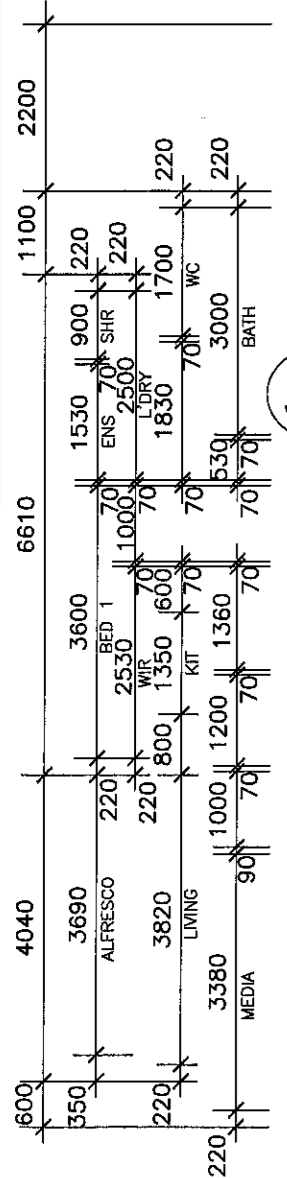 600 4040 6610 1100 2200
350 3690 220 3600 70 1530 70 900 220
ALFRESCO BED 1 ENS SHR
220 2530 70 1000 70 2500 220
WIR L'DRY
220 3820 800 1350 600 70 70 1830 70 1700 220
LIVING KIT WC
220 3380 90 1000 70 1200 70 1360 70 70 530 70 3000 220
MEDIA BATH